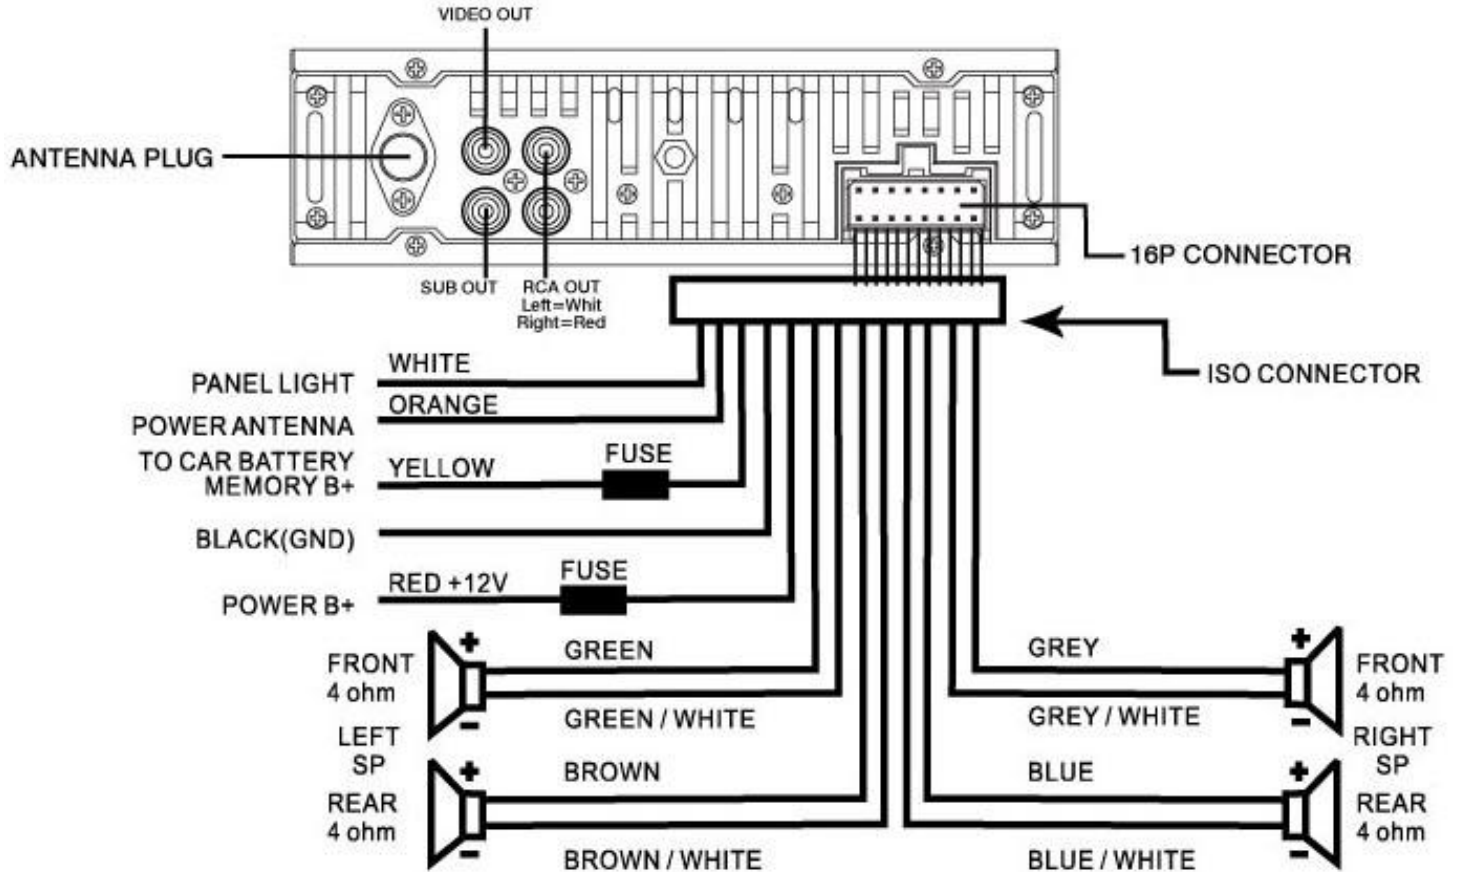 VIDEO OUT
ANTENNA PLUG
16P CONNECTOR
SUB OUT
RCA OUT
Left=Whit
Right=Red
ISO CONNECTOR
PANEL LIGHT
WHITE
POWER ANTENNA
ORANGE
TO CAR BATTERY
MEMORY B+
YELLOW
FUSE
BLACK(GND)
POWER B+
RED +12V
FUSE
FRONT
4 ohm
+
-
GREEN
GREEN / WHITE
LEFT
SP
REAR
4 ohm
+
-
BROWN
BROWN / WHITE
GREY
GREY / WHITE
+
-
FRONT
4 ohm
RIGHT
SP
BLUE
BLUE / WHITE
+
-
REAR
4 ohm